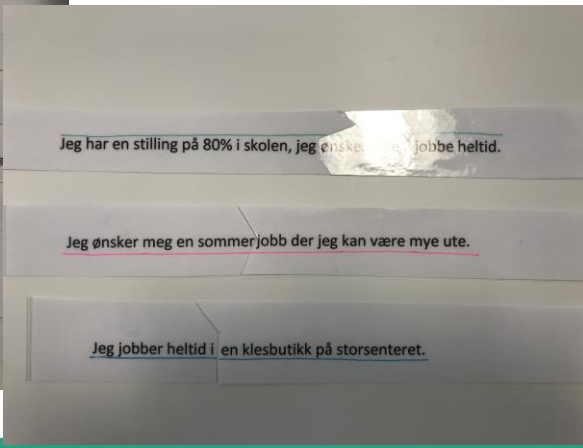 Jeg har en stilling på 80% i skolen, jeg ønske jobbe heltid.
Jeg ønsker meg en sommerjobb der jeg kan være mye ute.
Jeg jobber heltid i en klesbutikk på storsenteret.